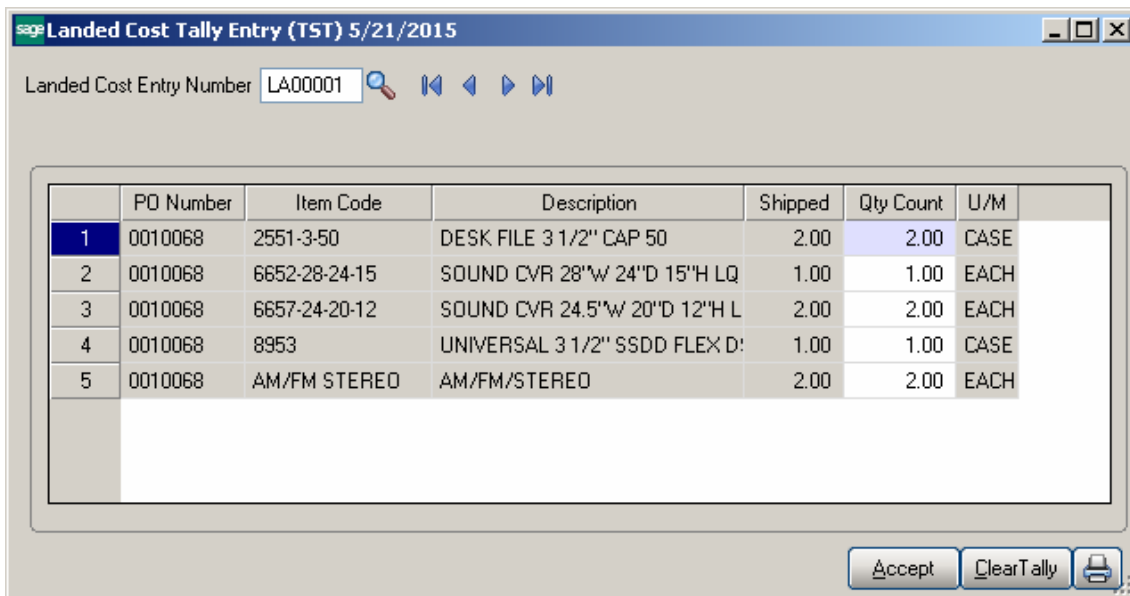 sage Landed Cost Tally Entry (TST) 5/21/2015
Landed Cost Entry Number LA00001
PO Number Item Code Description Shipped Qty Count U/M
1 0010068 2551-3-50 DESK FILE 3 1/2" CAP 50 2.00 2.00 CASE
2 0010068 6652-28-24-15 SOUND CVR 28"W 24"D 15"H LQ 1.00 1.00 EACH
3 0010068 6657-24-20-12 SOUND CVR 24.5"W 20"D 12"H L 2.00 2.00 EACH
4 0010068 8953 UNIVERSAL 3 1/2" SSDD FLEX 1.00 1.00 CASE
5 0010068 AM/FM STEREO AM/FM/STEREO 2.00 2.00 EACH
Accept ClearTally